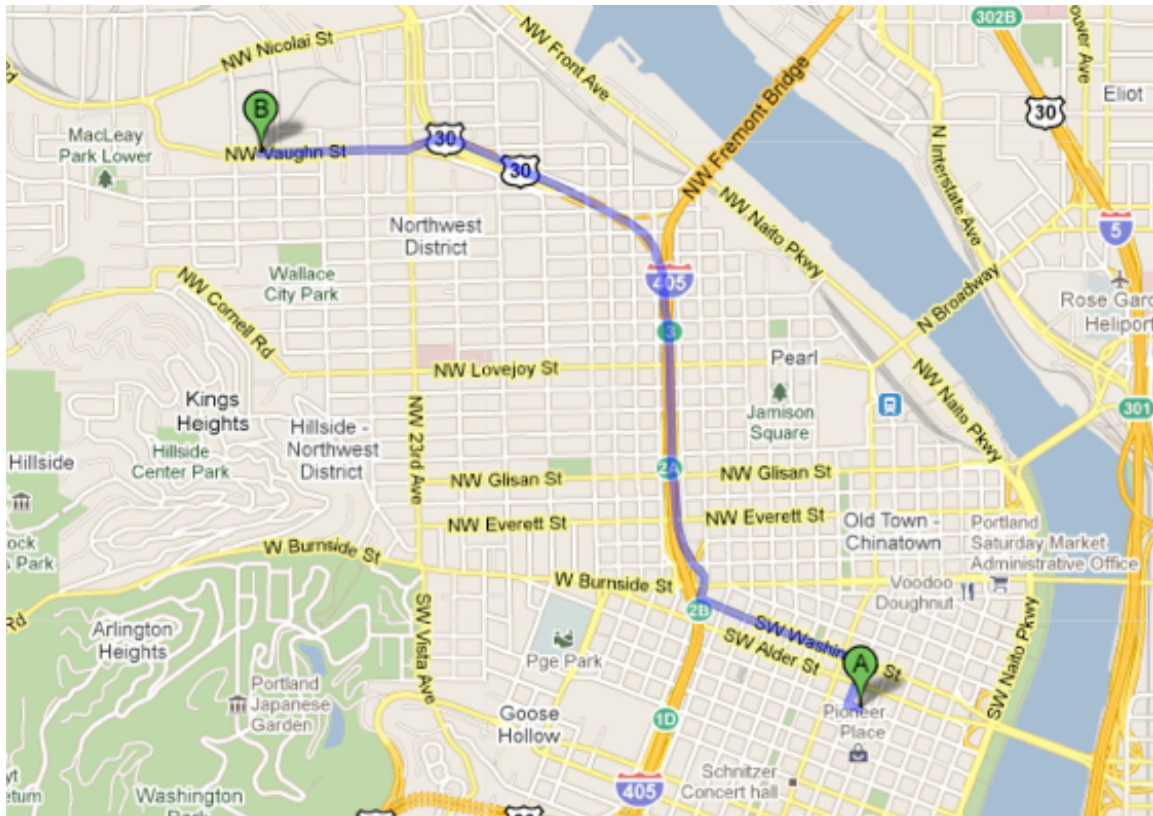 302B
NW Nicolai St
NW Front Ave
Eliot
30
B
MacLeay
Park Lower
NW Vaughn St
30
30
NW Fremont Bridge
N Interstate Ave
5
NW Naito Pkwy
Northwest
District
Wallace
City Park
405
N Broadway
Rose
Heliport
NW Cornell Rd
3
Pearl
NW Lovejoy St
NW Naito Pkwy
Kings
Heights
Jamison
Square
301
Hillside -
Northwest
District
NW 23rd Ave
Hillside
Center Park
Hillside
2A
NW Glisan St
NW Glisan St
NW Everett St
NW Everett St
Old Town -
Chinatown
Portland
Saturday Market
Administrative Office
Park
W Burnside St
W Burnside St
Voodoo
Doughnut
2B
Rd
Arlington
Heights
SW Vista Ave
SW Washin
St
SW Alder St
SW Naito Pkwy
Pge Park
A
Portland
Japanese
Garden
Goose
Hollow
1D
Pioneer
Place
Schnitzer
Concert hall
405
Washington